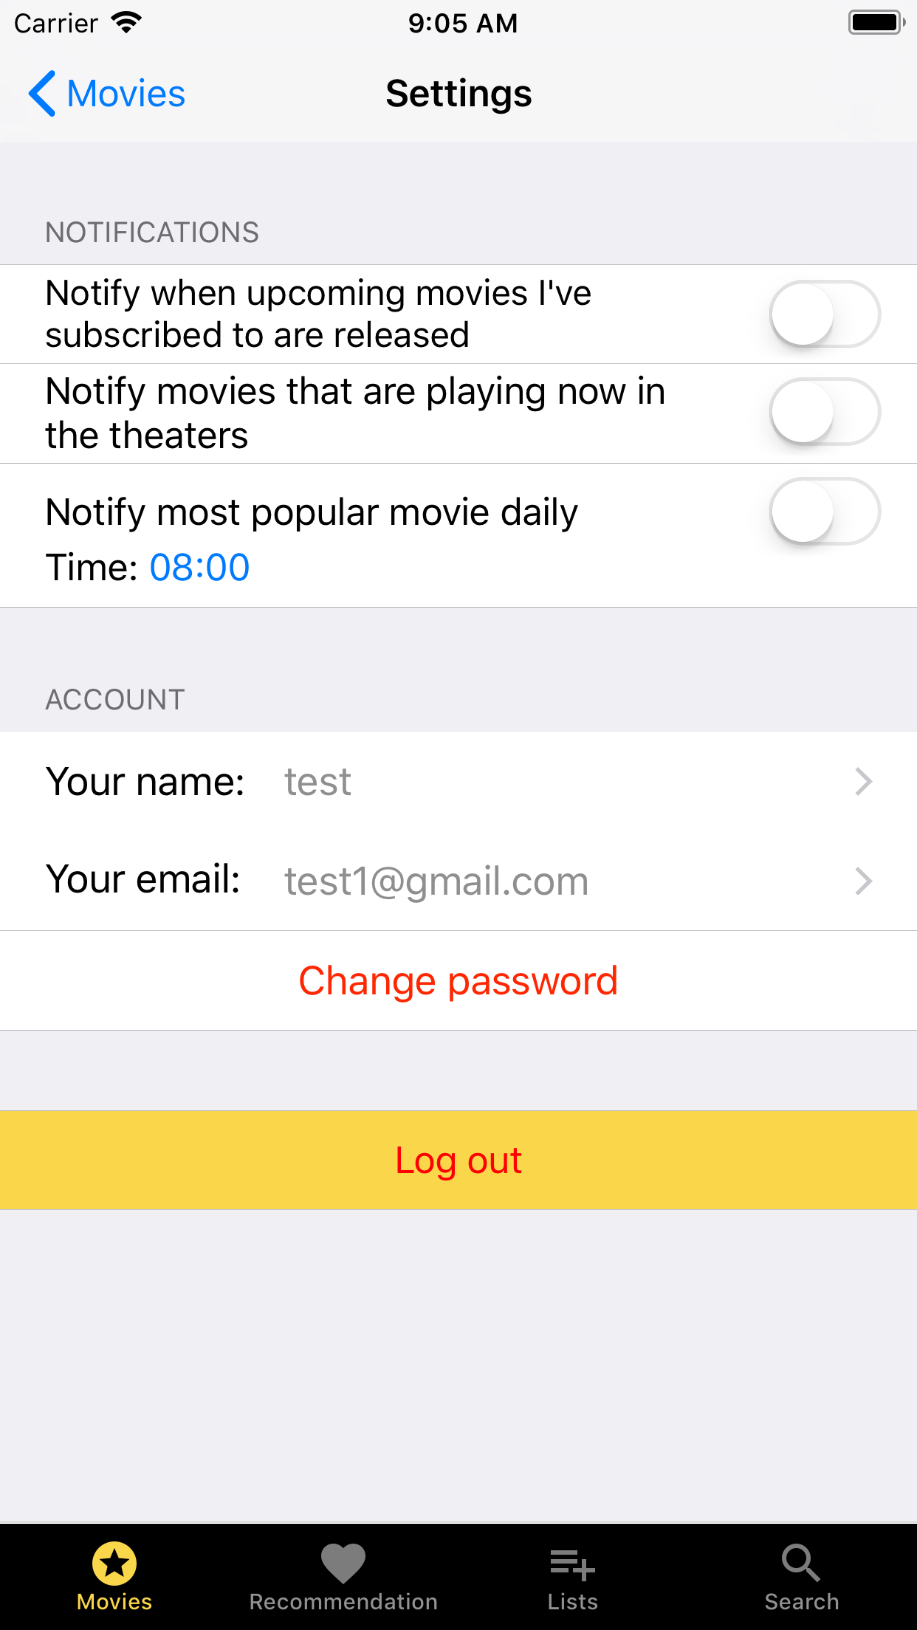 Carrier 9:05 AM
Movies Settings
NOTIFICATIONS
Notify when upcoming movies I've
subscribed to are released
Notify movies that are playing now in
the theaters
Notify most popular movie daily
Time: 08:00
ACCOUNT
Your name: test
Your email: test1@gmail.com
Change password
Log out
Movies Recommendation Lists Search